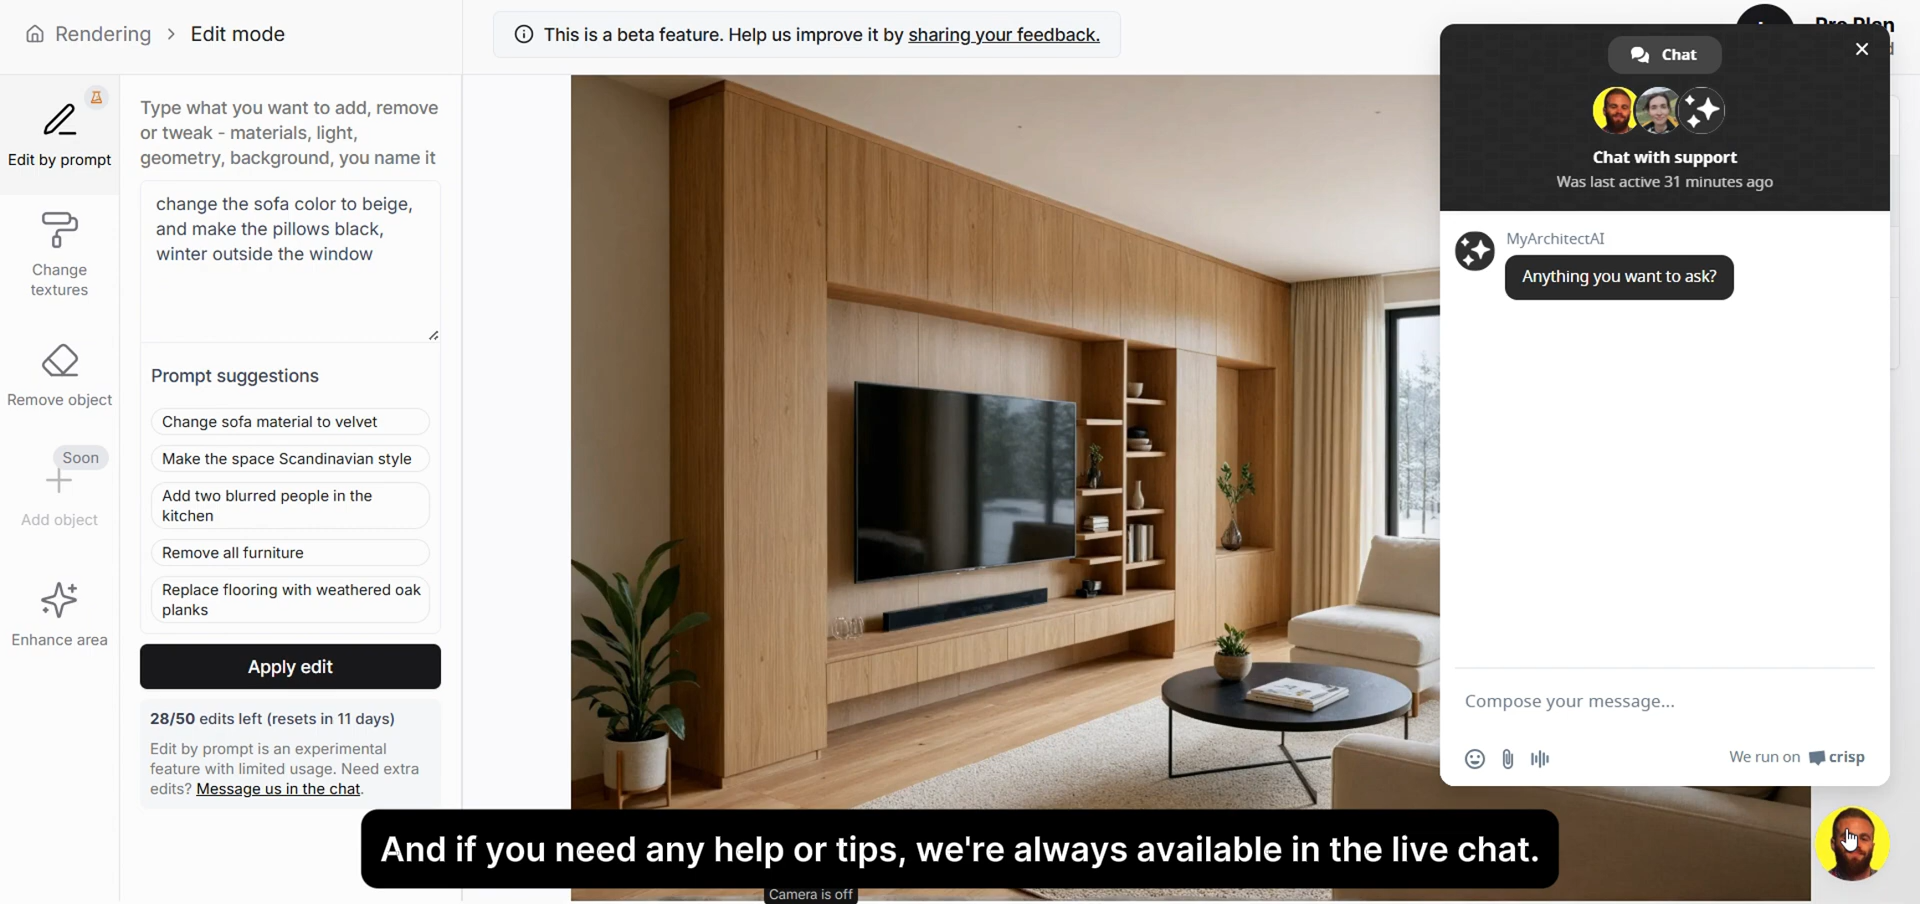 Rendering > Edit mode
This is a beta feature. Help us improve it by sharing your feedback.
Pro Plan
Edit by prompt
Change
textures
Remove object
Soon
Add object
Enhance area
Type what you want to add, remove
or tweak - materials, light,
geometry, background, you name it
change the sofa color to beige,
and make the pillows black,
winter outside the window
Prompt suggestions
Change sofa material to velvet
Make the space Scandinavian style
Add two blurred people in the
kitchen
Remove all furniture
Replace flooring with weathered oak
planks
Apply edit
28/50 edits left (resets in 11 days)
Edit by prompt is an experimental
feature with limited usage. Need extra
edits? Message us in the chat.
Chat
Chat with support
Was last active 31 minutes ago
MyArchitectAI
Anything you want to ask?
Compose your message...
We run on crisp
And if you need any help or tips, we're always available in the live chat.
Camera is off